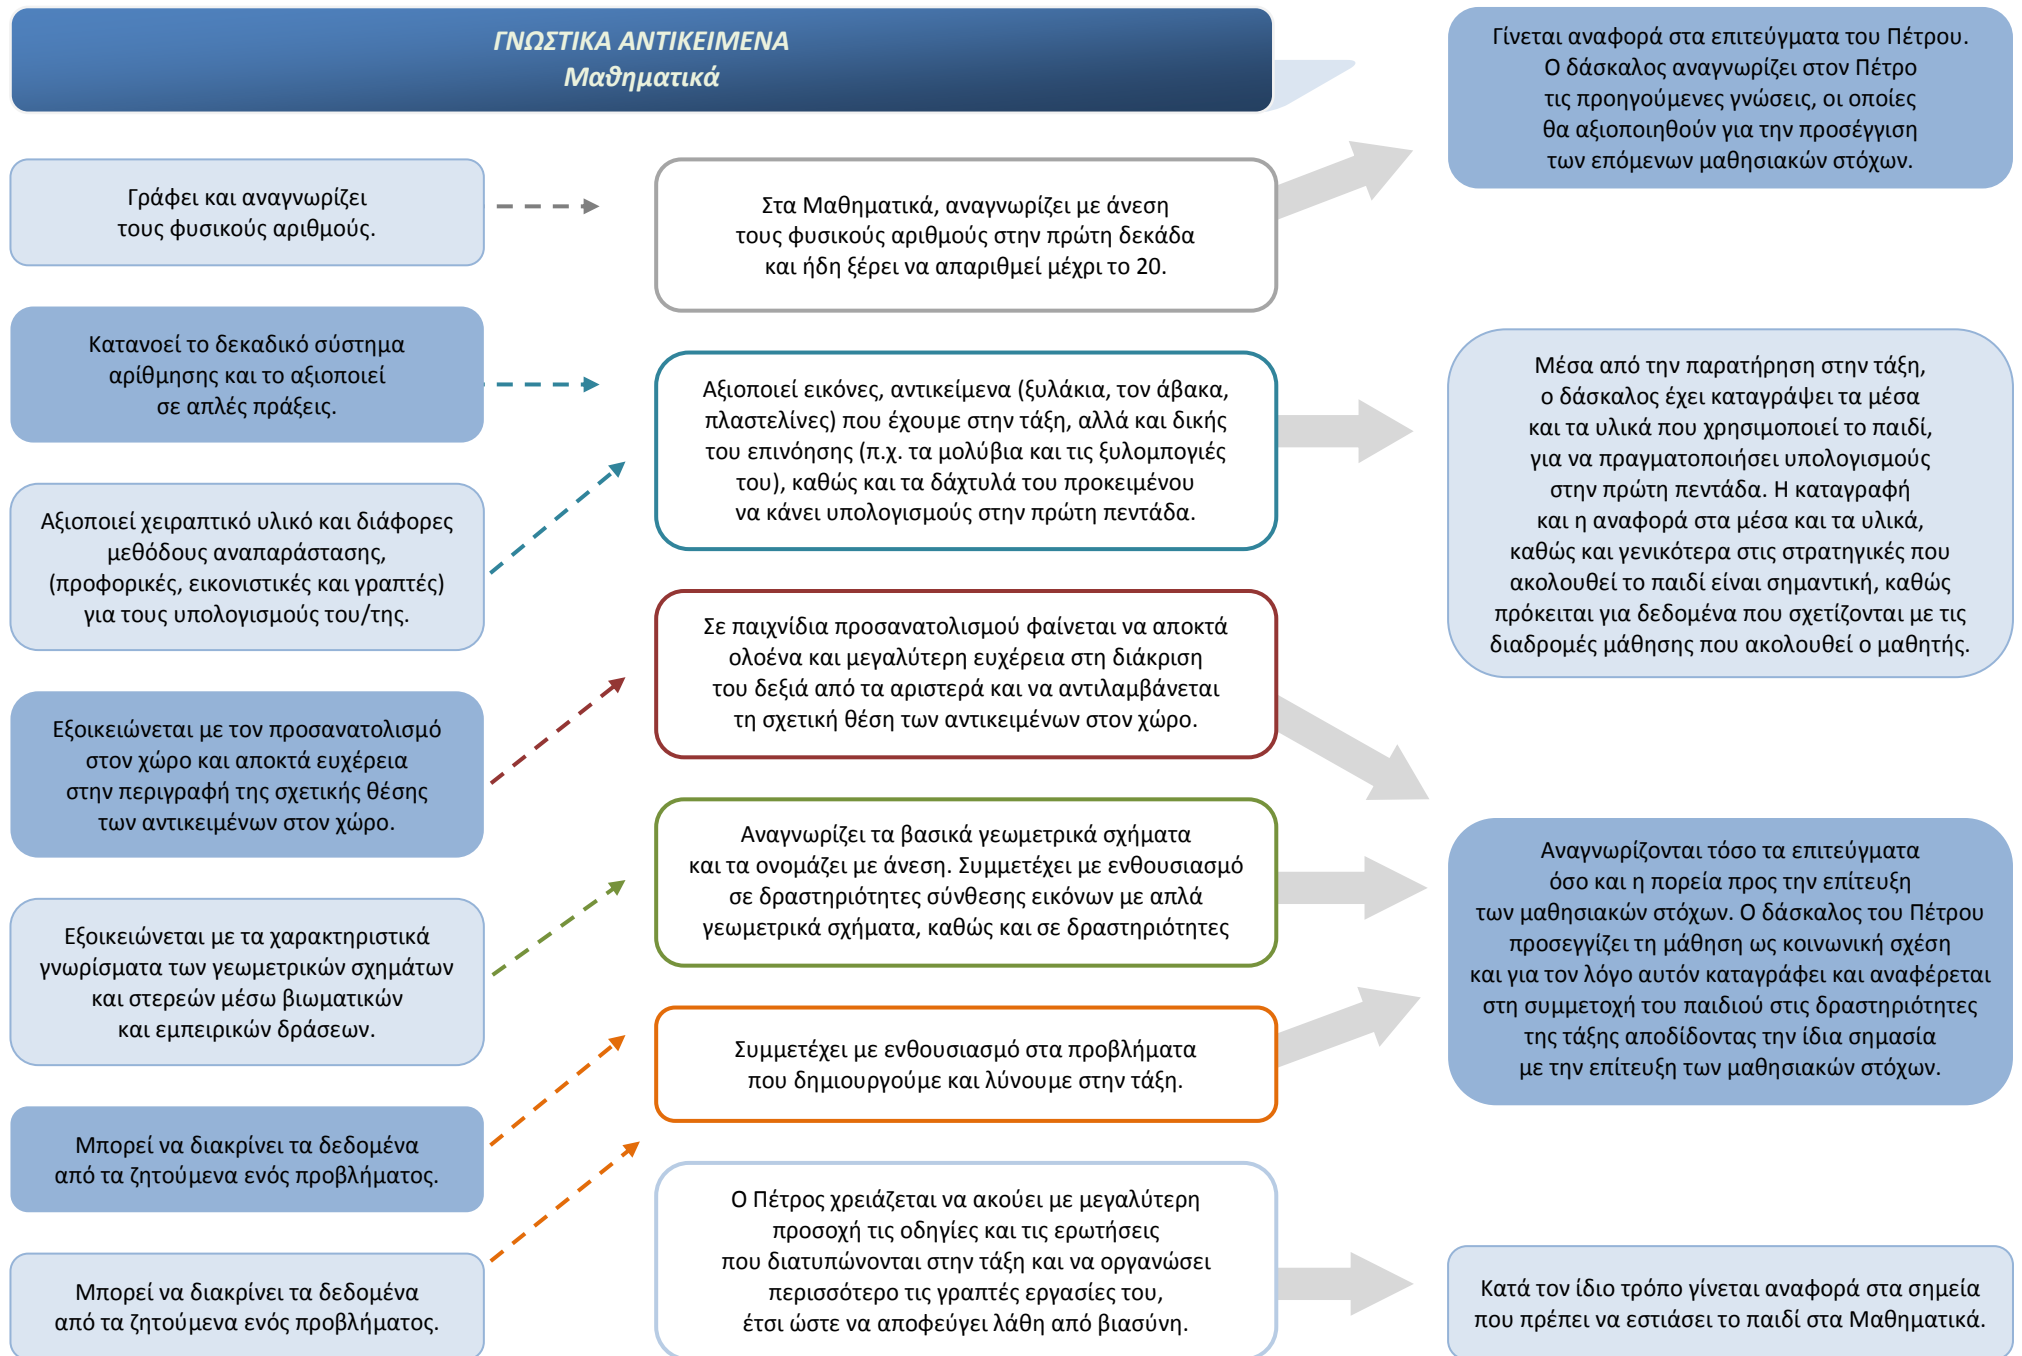 ΓΝΩΣΤΙΚΑ ΑΝΤΙΚΕΙΜΕΝΑ
Μαθηματικά
Γράφει και αναγνωρίζει
τους φυσικούς αριθμούς.
Κατανοεί το δεκαδικό σύστημα
αρίθμησης και το αξιοποιεί
σε απλές πράξεις.
Αξιοποιεί χειραπτικό υλικό και διάφορες
μεθόδους αναπαράστασης,
(προφορικές, εικονιστικές και γραπτές)
για τους υπολογισμούς του/της.
Εξοικειώνεται με τον προσανατολισμό
στον χώρο και αποκτά ευχέρεια
στην περιγραφή της σχετικής θέσης
των αντικειμένων στον χώρο.
Εξοικειώνεται με τα χαρακτηριστικά
γνωρίσματα των γεωμετρικών σχημάτων
και στερεών μέσω βιωματικών
και εμπειρικών δράσεων.
Μπορεί να διακρίνει τα δεδομένα
από τα ζητούμενα ενός προβλήματος.
Μπορεί να διακρίνει τα δεδομένα
από τα ζητούμενα ενός προβλήματος.
Στα Μαθηματικά, αναγνωρίζει με άνεση
τους φυσικούς αριθμούς στην πρώτη δεκάδα
και ήδη ξέρει να απαριθμεί μέχρι το 20.
Αξιοποιεί εικόνες, αντικείμενα (ξυλάκια, τον άβακα,
πλαστελίνες) που έχουμε στην τάξη, αλλά και δικής
του επινόησης (π.χ. τα μολύβια και τις ξυλομπογιές
του), καθώς και τα δάχτυλά του προκειμένου
να κάνει υπολογισμούς στην πρώτη πεντάδα.
Σε παιχνίδια προσανατολισμού φαίνεται να αποκτά
ολοένα και μεγαλύτερη ευχέρεια στη διάκριση
του δεξιά από τα αριστερά και να αντιλαμβάνεται
τη σχετική θέση των αντικειμένων στον χώρο.
Αναγνωρίζει τα βασικά γεωμετρικά σχήματα
και τα ονομάζει με άνεση. Συμμετέχει με ενθουσιασμό
σε δραστηριότητες σύνθεσης εικόνων με απλά
γεωμετρικά σχήματα, καθώς και σε δραστηριότητες
Συμμετέχει με ενθουσιασμό στα προβλήματα
που δημιουργούμε και λύνουμε στην τάξη.
Ο Πέτρος χρειάζεται να ακούει με μεγαλύτερη
προσοχή τις οδηγίες και τις ερωτήσεις
που διατυπώνονται στην τάξη και να οργανώσει
περισσότερο τις γραπτές εργασίες του,
έτσι ώστε να αποφεύγει λάθη από βιασύνη.
Γίνεται αναφορά στα επιτεύγματα του Πέτρου.
Ο δάσκαλος αναγνωρίζει στον Πέτρο
τις προηγούμενες γνώσεις, οι οποίες
θα αξιοποιηθούν για την προσέγγιση
των επόμενων μαθησιακών στόχων.
Μέσα από την παρατήρηση στην τάξη,
ο δάσκαλος έχει καταγράψει τα μέσα
και τα υλικά που χρησιμοποιεί το παιδί,
για να πραγματοποιήσει υπολογισμούς
στην πρώτη πεντάδα. Η καταγραφή
και η αναφορά στα μέσα και τα υλικά,
καθώς και γενικότερα στις στρατηγικές που
ακολουθεί το παιδί είναι σημαντική, καθώς
πρόκειται για δεδομένα που σχετίζονται με τις
διαδρομές μάθησης που ακολουθεί ο μαθητής.
Αναγνωρίζονται τόσο τα επιτεύγματα
όσο και η πορεία προς την επίτευξη
των μαθησιακών στόχων. Ο δάσκαλος του Πέτρου
προσεγγίζει τη μάθηση ως κοινωνική σχέση
και για τον λόγο αυτόν καταγράφει και αναφέρεται
στη συμμετοχή του παιδιού στις δραστηριότητες
της τάξης αποδίδοντας την ίδια σημασία
με την επίτευξη των μαθησιακών στόχων.
Κατά τον ίδιο τρόπο γίνεται αναφορά στα σημεία
που πρέπει να εστιάσει το παιδί στα Μαθηματικά.